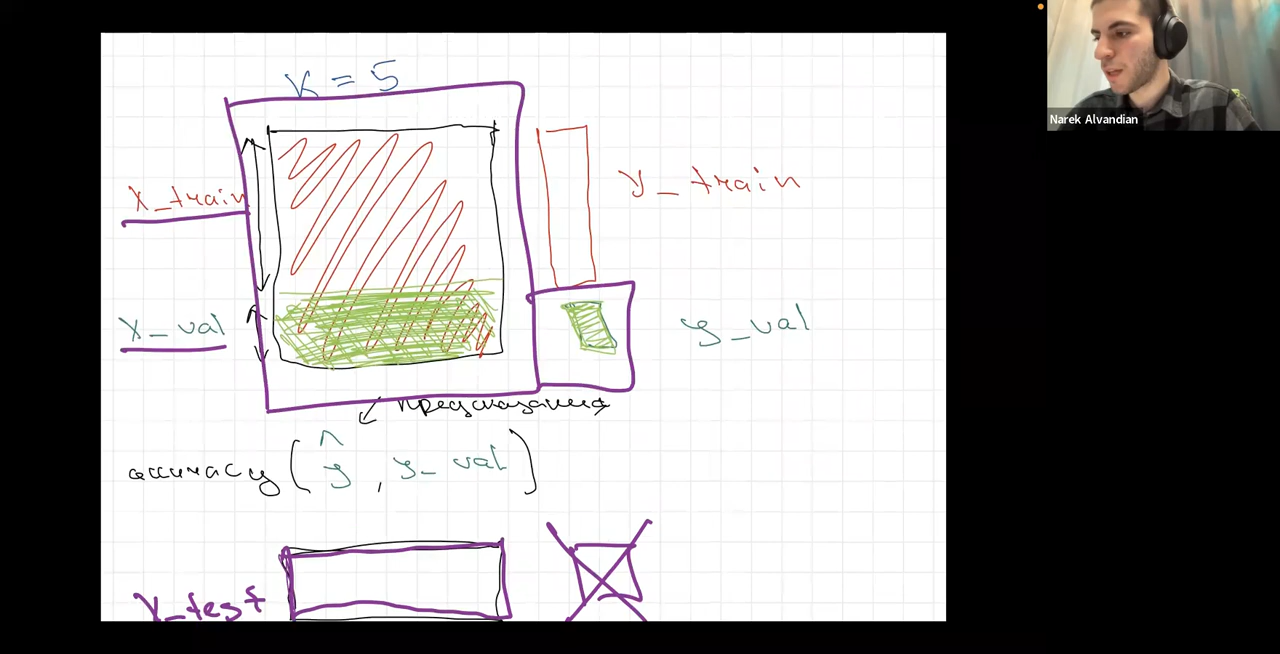 K = 5
X_train
y_train
X_val
y_val
предсказания
accuracy ( ŷ , y_val )
X_test
Narek Alvandian